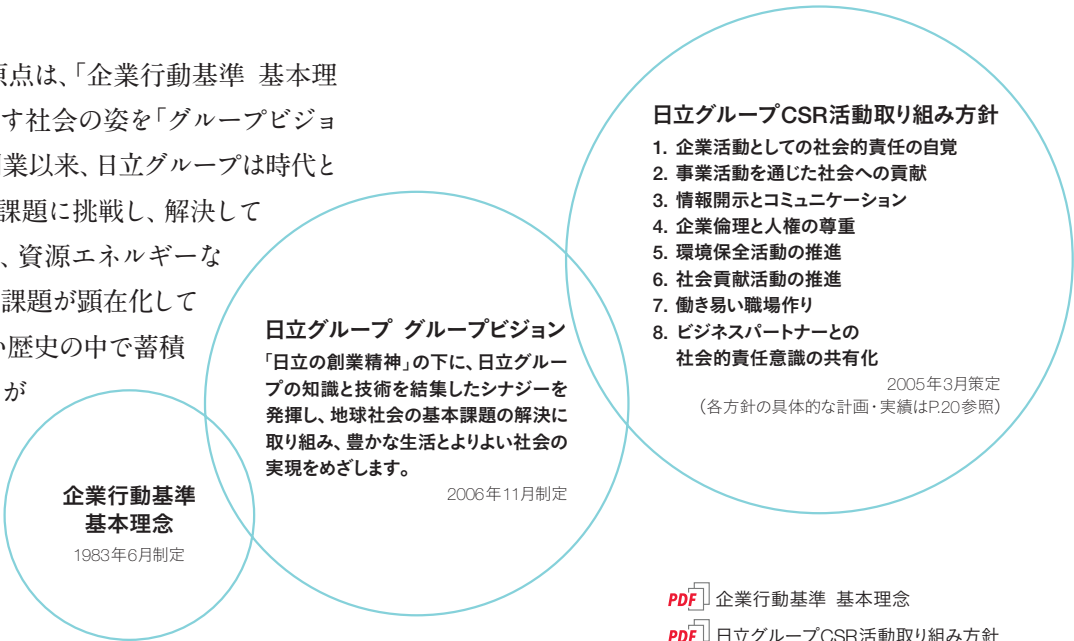 原点は、「企業行動基準 基本理
す社会の姿を「グループビジョ
業以来、日立グループは時代と
課題に挑戦し、解決して
、資源エネルギーな
課題が顕在化して
歴史の中で蓄積
が
企業行動基準
基本理念
1983年6月制定
日立グループ グループビジョン
「日立の創業精神」の下に、日立グルー
プの知識と技術を結集したシナジーを
発揮し、地球社会の基本課題の解決に
取り組み、豊かな生活とよりよい社会の
実現をめざします。
2006年11月制定
日立グループCSR活動取り組み方針
1. 企業活動としての社会的責任の自覚
2. 事業活動を通じた社会への貢献
3. 情報開示とコミュニケーション
4. 企業倫理と人権の尊重
5. 環境保全活動の推進
6. 社会貢献活動の推進
7. 働き易い職場作り
8. ビジネスパートナーとの
社会的責任意識の共有化
2005年3月策定
(各方針の具体的な計画・実績はP.20参照)
PDF 企業行動基準 基本理念
PDF 日立グループCSR活動取り組み方針